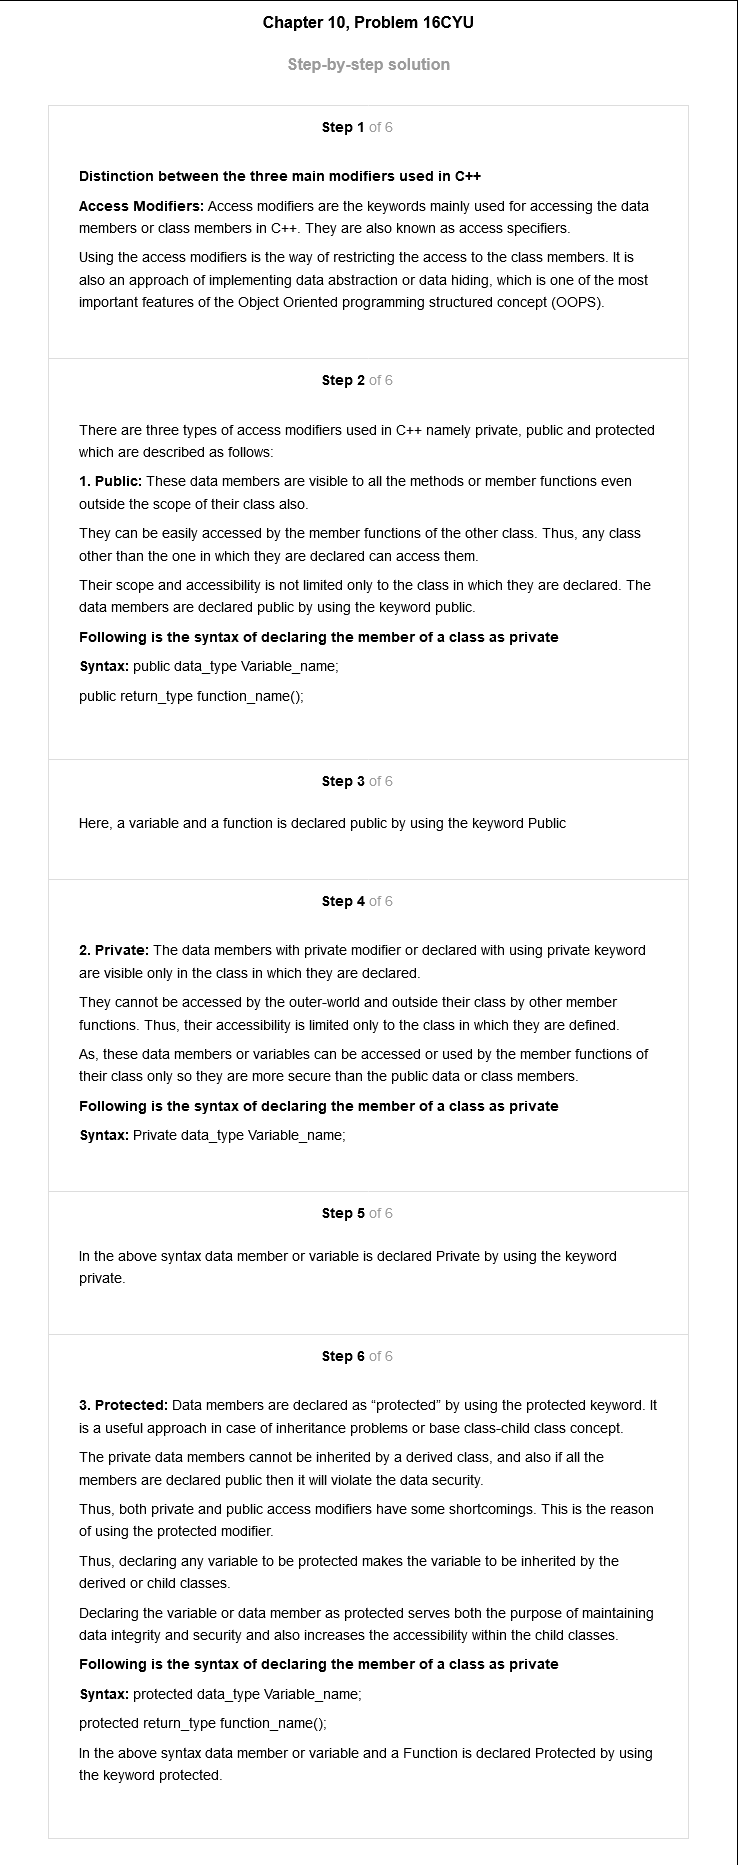 Chapter 10, Problem 16CYU
Step-by-step solution
Step 1 of 6
Distinction between the three main modifiers used in C++
Access Modifiers: Access modifiers are the keywords mainly used for accessing the data
members or class members in C++. They are also known as access specifiers.
Using the access modifiers is the way of restricting the access to the class members. It is
also an approach of implementing data abstraction or data hiding, which is one of the most
important features of the Object Oriented programming structured concept (OOPS).
Step 2 of 6
There are three types of access modifiers used in C++ namely private, public and protected
which are described as follows:
1. Public: These data members are visible to all the methods or member functions even
outside the scope of their class also.
They can be easily accessed by the member functions of the other class. Thus, any class
other than the one in which they are declared can access them.
Their scope and accessibility is not limited only to the class in which they are declared. The
data members are declared public by using the keyword public.
Following is the syntax of declaring the member of a class as private
Syntax: public data_type Variable_name;
public return_type function_name();
Step 3 of 6
Here, a variable and a function is declared public by using the keyword Public
Step 4 of 6
2. Private: The data members with private modifier or declared with using private keyword
are visible only in the class in which they are declared.
They cannot be accessed by the outer-world and outside their class by other member
functions. Thus, their accessibility is limited only to the class in which they are defined.
As, these data members or variables can be accessed or used by the member functions of
their class only so they are more secure than the public data or class members.
Following is the syntax of declaring the member of a class as private
Syntax: Private data_type Variable_name;
Step 5 of 6
In the above syntax data member or variable is declared Private by using the keyword
private.
Step 6 of 6
3. Protected: Data members are declared as “protected” by using the protected keyword. It
is a useful approach in case of inheritance problems or base class-child class concept.
The private data members cannot be inherited by a derived class, and also if all the
members are declared public then it will violate the data security.
Thus, both private and public access modifiers have some shortcomings. This is the reason
of using the protected modifier.
Thus, declaring any variable to be protected makes the variable to be inherited by the
derived or child classes.
Declaring the variable or data member as protected serves both the purpose of maintaining
data integrity and security and also increases the accessibility within the child classes.
Following is the syntax of declaring the member of a class as private
Syntax: protected data_type Variable_name;
protected return_type function_name();
In the above syntax data member or variable and a Function is declared Protected by using
the keyword protected.